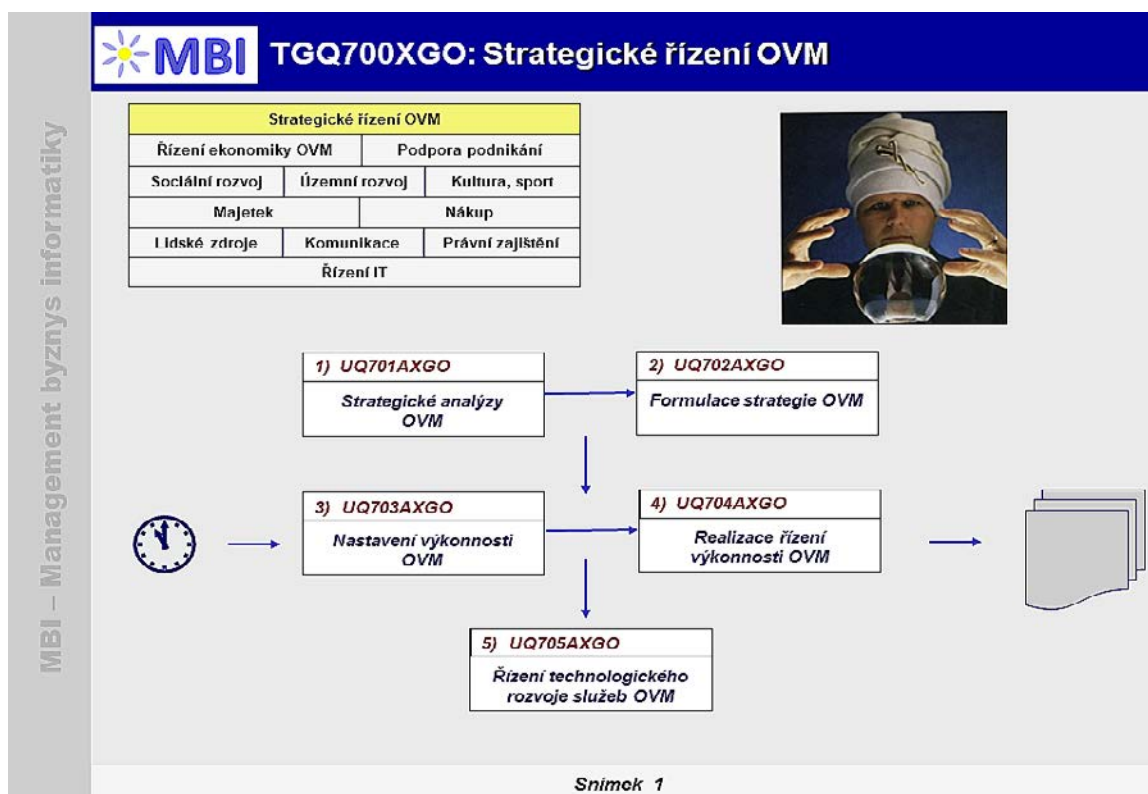 MBI
TGQ700XGO: Strategické řízení OVM
MBI – Management byznys informatiky
Strategické řízení OVM
Řízení ekonomiky OVM
Podpora podnikání
Sociální rozvoj
Územní rozvoj
Kultura, sport
Majetek
Nákup
Lidské zdroje
Komunikace
Právní zajištění
Řízení IT
1) UQ701AXGO
Strategické analýzy
OVM
2) UQ702AXGO
Formulace strategie OVM
3) UQ703AXGO
Nastavení výkonnosti
OVM
4) UQ704AXGO
Realizace řízení
výkonnosti OVM
5) UQ705AXGO
Řízení technologického
rozvoje služeb OVM
Snímek 1